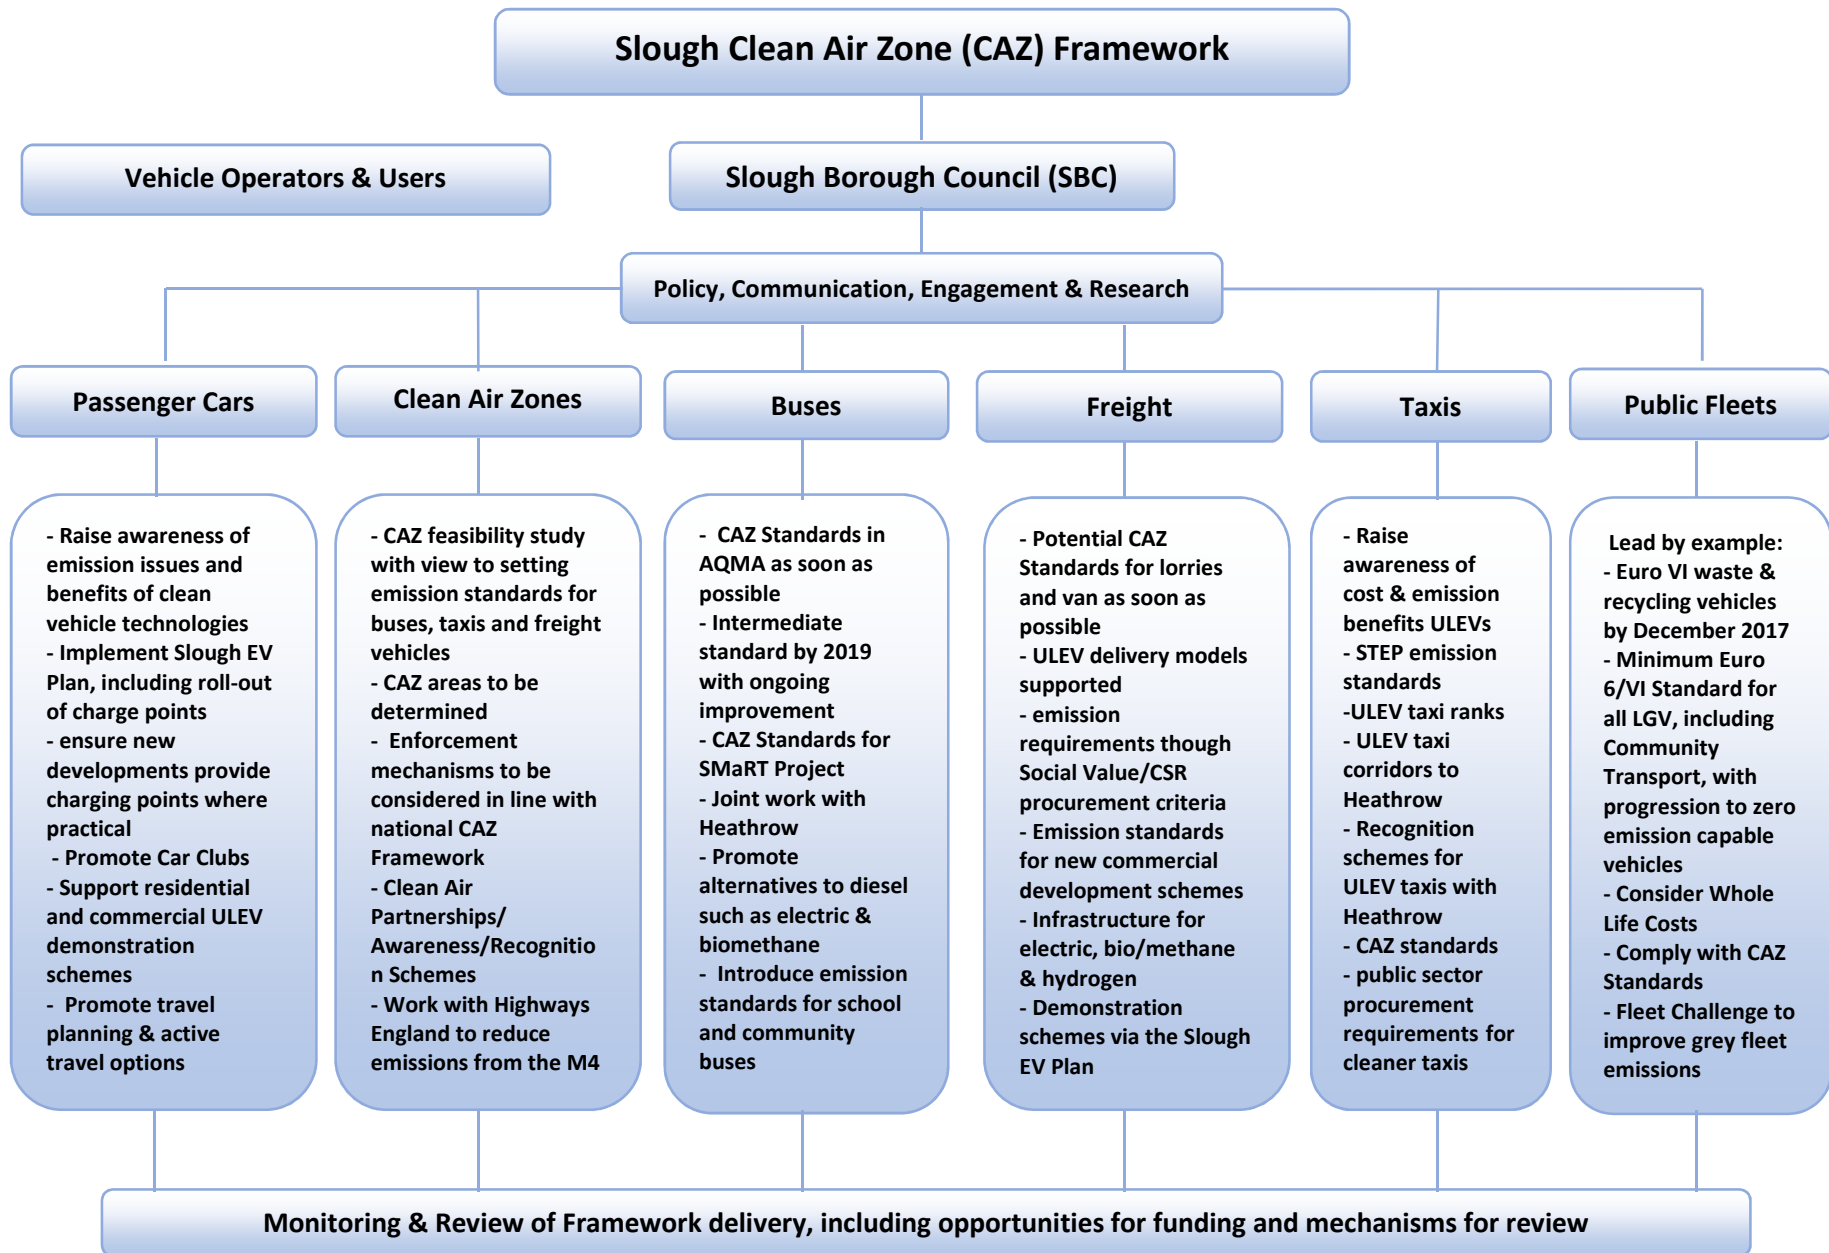 Slough Clean Air Zone (CAZ) Framework
Vehicle Operators & Users
Slough Borough Council (SBC)
Policy, Communication, Engagement & Research
Passenger Cars
Clean Air Zones
Buses
Freight
Taxis
Public Fleets
- Raise awareness of
emission issues and
benefits of clean
vehicle technologies
- Implement Slough EV
Plan, including roll-out
of charge points
- ensure new
developments provide
charging points where
practical
- Promote Car Clubs
- Support residential
and commercial ULEV
demonstration
schemes
- Promote travel
planning & active
travel options
- CAZ feasibility study
with view to setting
emission standards for
buses, taxis and freight
vehicles
- CAZ areas to be
determined
- Enforcement
mechanisms to be
considered in line with
national CAZ
Framework
- Clean Air
Partnerships/
Awareness/Recognitio
n Schemes
- Work with Highways
England to reduce
emissions from the M4
- CAZ Standards in
AQMA as soon as
possible
- Intermediate
standard by 2019
with ongoing
improvement
- CAZ Standards for
SMaRT Project
- Joint work with
Heathrow
- Promote
alternatives to diesel
such as electric &
biomethane
- Introduce emission
standards for school
and community
buses
- Potential CAZ
Standards for lorries
and van as soon as
possible
- ULEV delivery models
supported
- emission
requirements though
Social Value/CSR
procurement criteria
- Emission standards
for new commercial
development schemes
- Infrastructure for
electric, bio/methane
& hydrogen
- Demonstration
schemes via the Slough
EV Plan
- Raise
awareness of
cost & emission
benefits ULEVs
- STEP emission
standards
-ULEV taxi ranks
- ULEV taxi
corridors to
Heathrow
- Recognition
schemes for
ULEV taxis with
Heathrow
- CAZ standards
- public sector
procurement
requirements for
cleaner taxis
Lead by example:
- Euro VI waste &
recycling vehicles
by December 2017
- Minimum Euro
6/VI Standard for
all LGV, including
Community
Transport, with
progression to zero
emission capable
vehicles
- Consider Whole
Life Costs
- Comply with CAZ
Standards
- Fleet Challenge to
improve grey fleet
emissions
Monitoring & Review of Framework delivery, including opportunities for funding and mechanisms for review